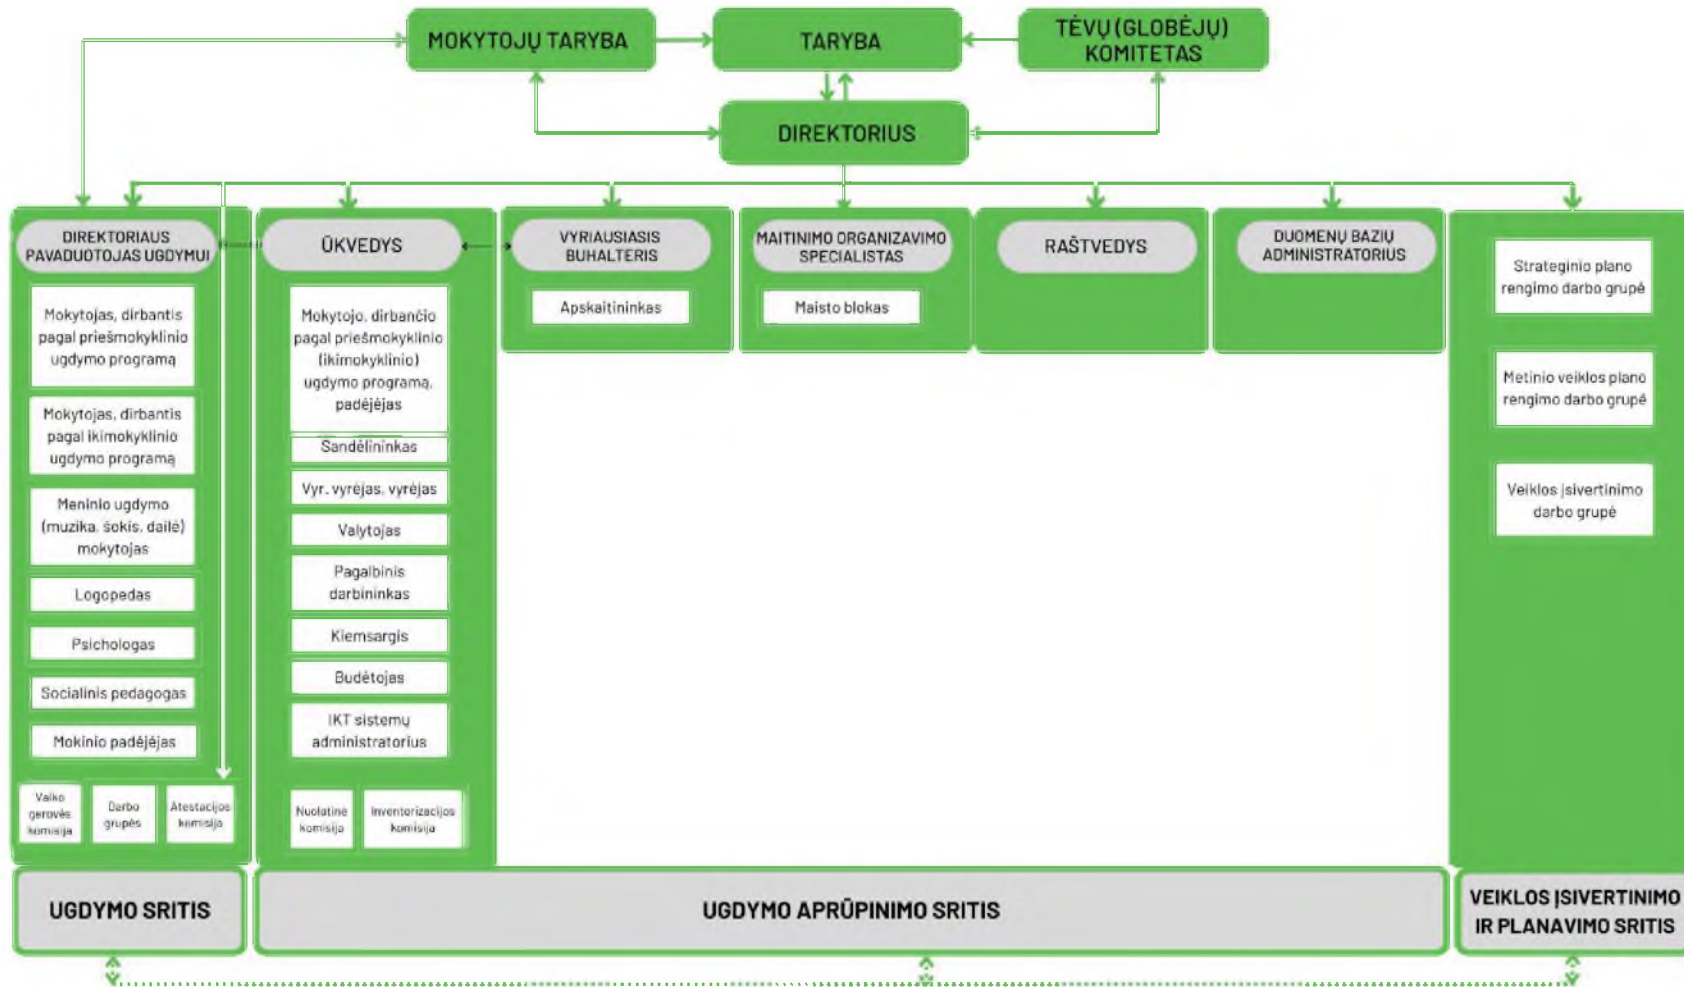 MOKYTOJŲ TARYBA
TARYBA
TĖVŲ (GLOBĖJŲ)
KOMITETAS
DIREKTORIUS
DIREKTORIAUS
PAVADUOTOJAS UGDYMUI
Mokytojas, dirbantis
pagal priešmokyklinio
ugdymo programą
Mokytojas, dirbantis
pagal ikimokyklinio
ugdymo programą
Meninio ugdymo
(muzika, šokis, dailė)
mokytojas
Logopedas
Psichologas
Socialinis pedagogas
Mokinio padėjėjas
Vaiko
gerovės
komisija
Darbo
grupės
Atestacijos
komisija
ŪKVEDYS
Mokytojo, dirbančio
pagal priešmokyklinio
(ikimokyklinio)
ugdymo programą,
padėjėjas
Sandėlininkas
Vyr. vyrėjas, vyrėjas
Valytojas
Pagalbinis
darbininkas
Kiemsargis
Budėtojas
IKT sistemų
administratorius
Nuolatinė
komisija
Inventorizacijos
komisija
VYRIAUSIASIS
BUHALTERIS
Apskaitininkas
MAITINIMO ORGANIZAVIMO
SPECIALISTAS
Maisto blokas
RAŠTVEDYS
DUOMENŲ BAZIŲ
ADMINISTRATORIUS
Strateginio plano
rengimo darbo grupė
Metinio veiklos plano
rengimo darbo grupė
Veiklos įsivertinimo
darbo grupė
UGDYMO SRITIS
UGDYMO APRŪPINIMO SRITIS
VEIKLOS ĮSIVERTINIMO
IR PLANAVIMO SRITIS